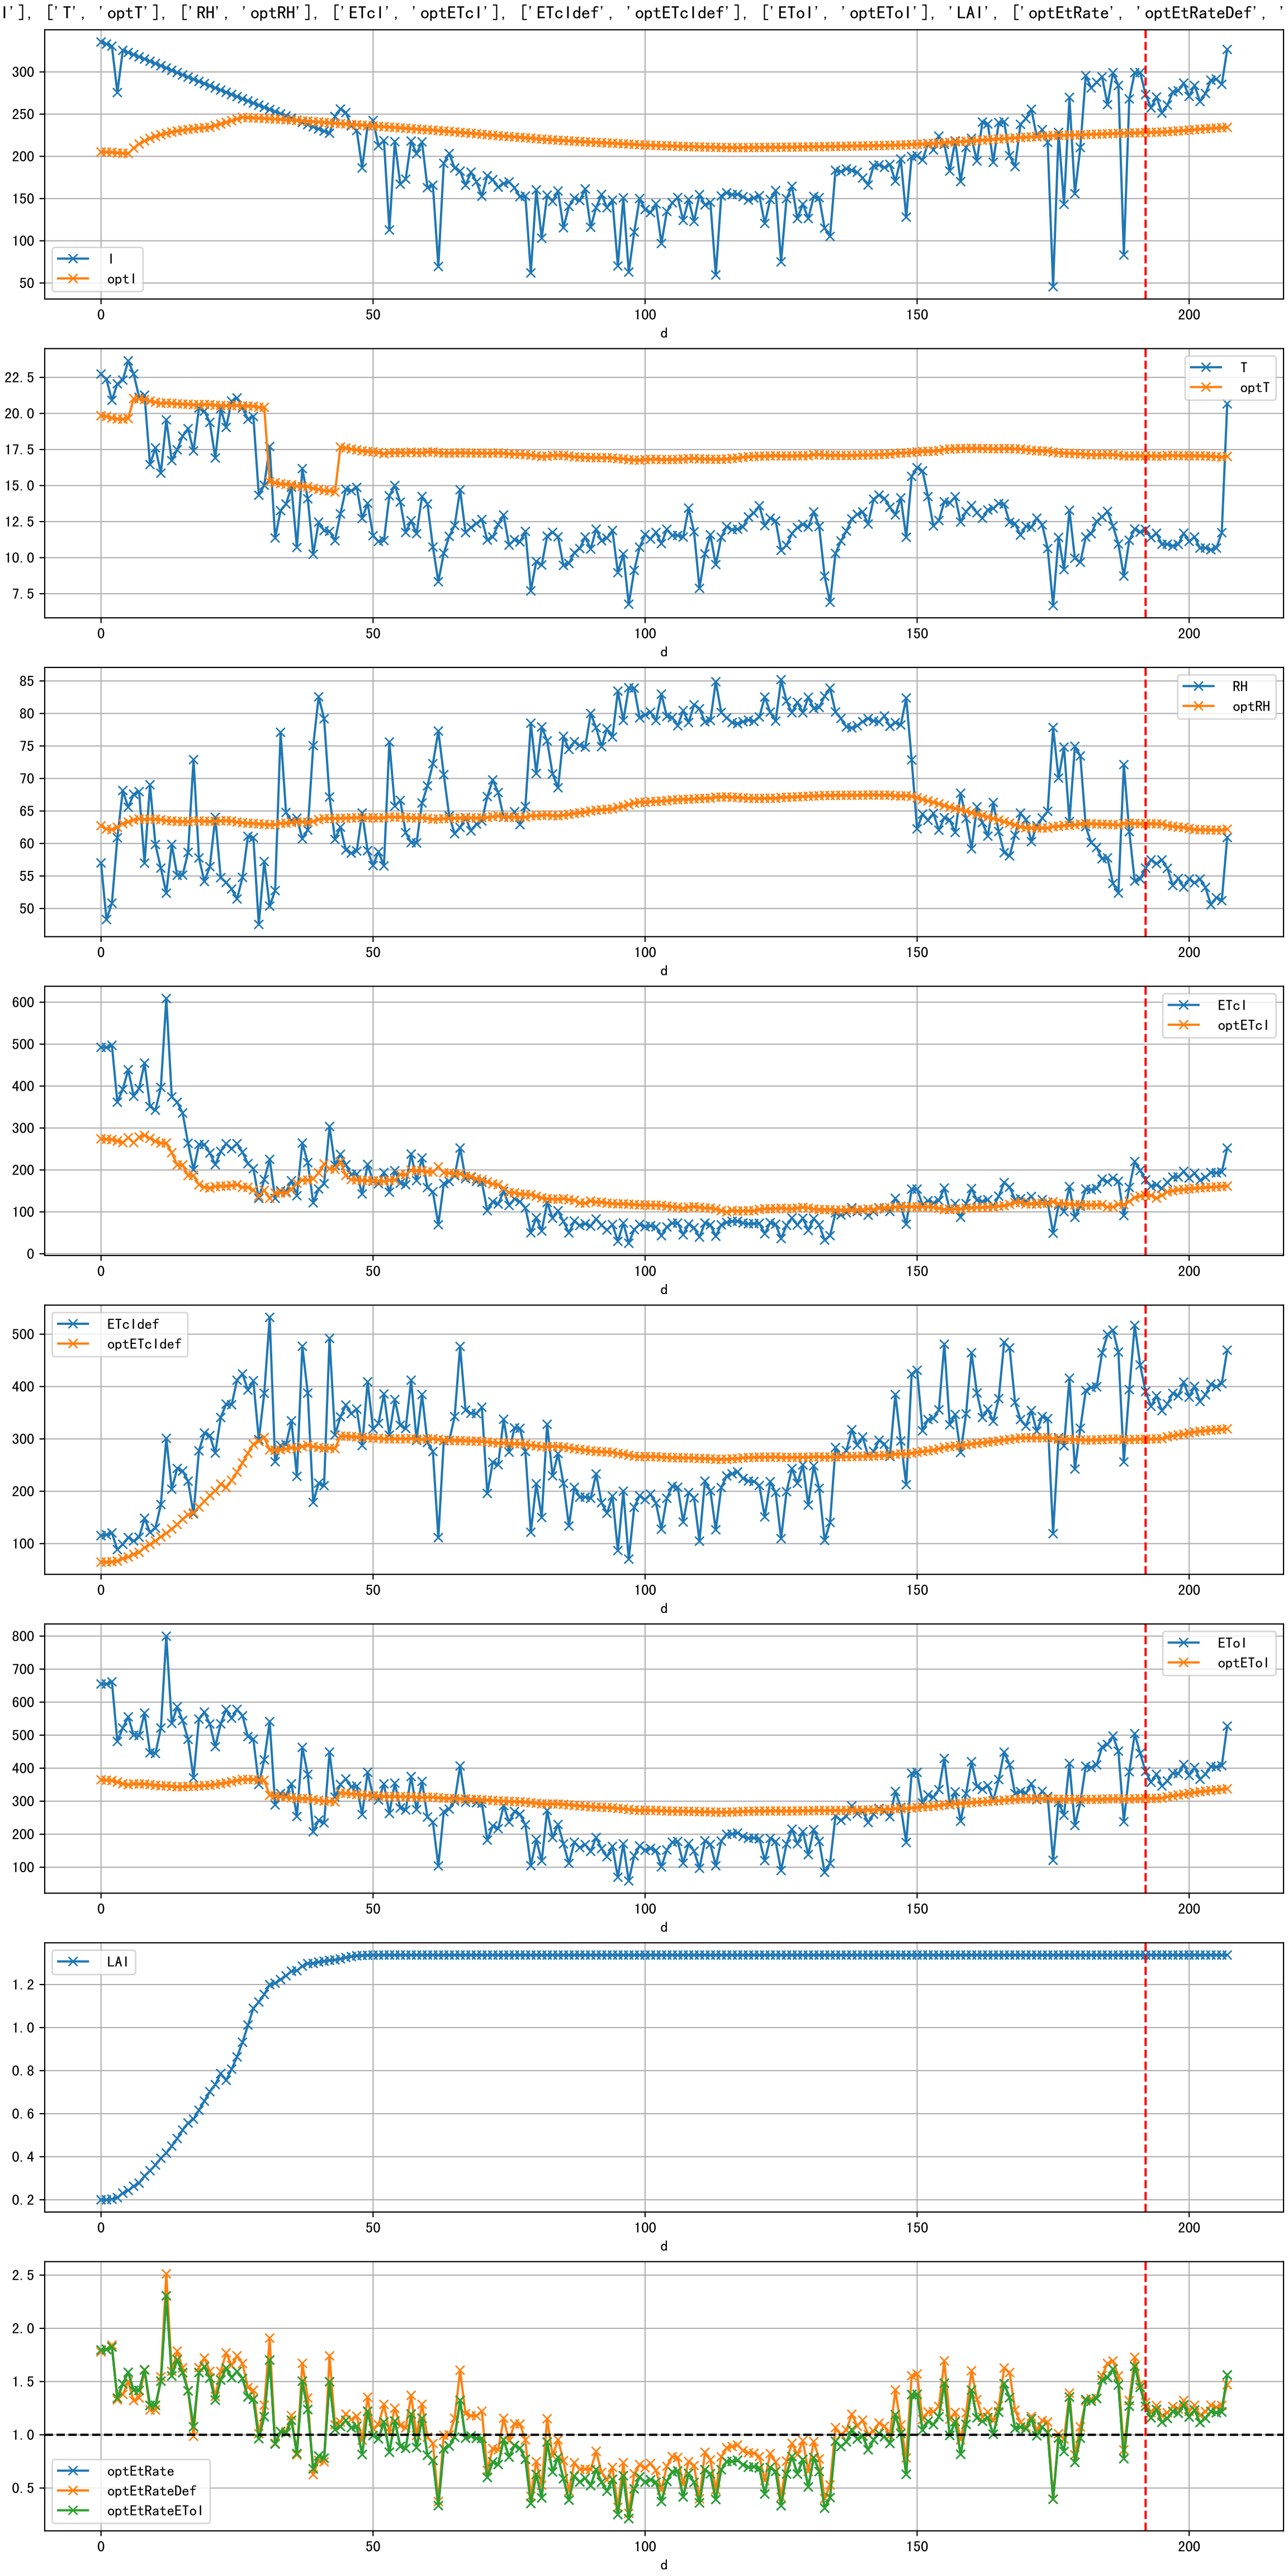 I'], ['T', 'optT'], ['RH', 'optRH'], ['ETcI', 'optETcI'], ['ETcIdef', 'optETcIdef'], ['EToI', 'optEToI'], 'LAI', ['optEtRate', 'optEtRateDef', '
300
250
200
150
100
50
I
optI
0 50 100 150 200
d
22.5
20.0
17.5
15.0
12.5
10.0
7.5
T
optT
0 50 100 150 200
d
85
80
75
70
65
60
55
50
RH
optRH
0 50 100 150 200
d
600
500
400
300
200
100
0
ETcI
optETcI
0 50 100 150 200
d
500
400
300
200
100
ETcIdef
optETcIdef
0 50 100 150 200
d
800
700
600
500
400
300
200
100
EToI
optEToI
0 50 100 150 200
d
1.2
1.0
0.8
0.6
0.4
0.2
LAI
0 50 100 150 200
d
2.5
2.0
1.5
1.0
0.5
optEtRate
optEtRateDef
optEtRateEToI
0 50 100 150 200
d